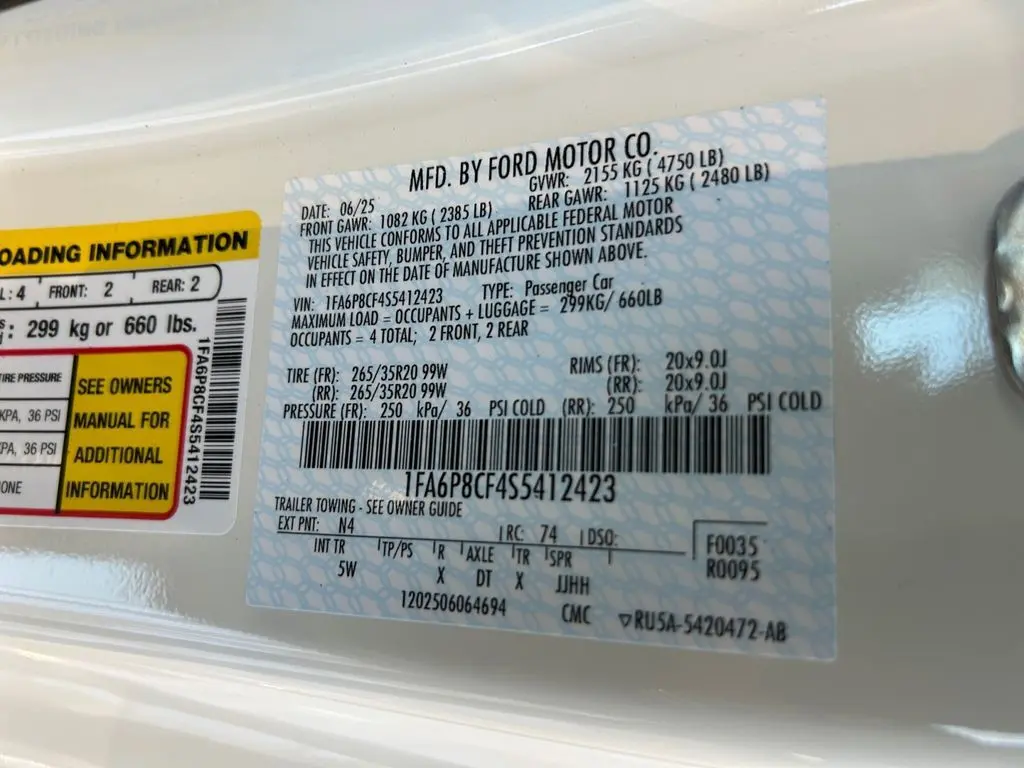 OADING INFORMATION
L: 4 FRONT: 2 REAR: 2
: 299 kg or 660 lbs.
TIRE PRESSURE
KPA, 36 PSI
KPA, 36 PSI
ONE
SEE OWNERS
MANUAL FOR
ADDITIONAL
INFORMATION
1FA6P8CF4S5412423
MFD. BY FORD MOTOR CO.
DATE: 06/25 GVWR: 2155 KG ( 4750 LB)
FRONT GAWR: 1082 KG ( 2385 LB) REAR GAWR: 1125 KG ( 2480 LB)
THIS VEHICLE CONFORMS TO ALL APPLICABLE FEDERAL MOTOR
VEHICLE SAFETY, BUMPER, AND THEFT PREVENTION STANDARDS
IN EFFECT ON THE DATE OF MANUFACTURE SHOWN ABOVE.
VIN: 1FA6P8CF4S5412423 TYPE: Passenger Car
MAXIMUM LOAD = OCCUPANTS + LUGGAGE = 299KG/ 660LB
OCCUPANTS = 4 TOTAL; 2 FRONT, 2 REAR
TIRE (FR): 265/35R20 99W RIMS (FR): 20x9.0J
(RR): 265/35R20 99W (RR): 20x9.0J
PRESSURE (FR): 250 kPa/ 36 PSI COLD (RR): 250 kPa/ 36 PSI COLD
1FA6P8CF4S5412423
TRAILER TOWING - SEE OWNER GUIDE
EXT PNT: N4 RC: 74 DSO:
F0035
R0095
INT TR TP/PS R AXLE TR SPR
5W X DT X JJHH
1202506064694 CMC ▽RU5A-5420472-AB